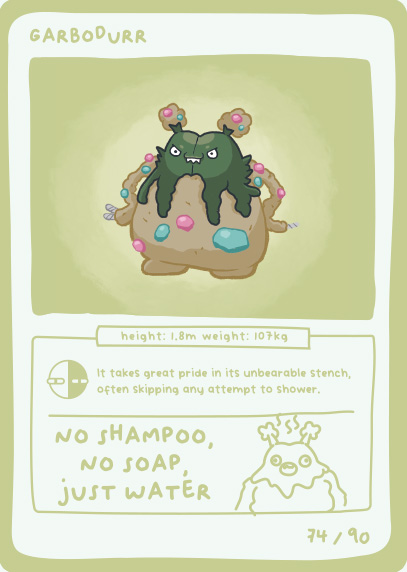 GARBODURR
height: 1.8m weight: 107kg
It takes great pride in its unbearable stench,
often skipping any attempt to shower.
NO SHAMPOO,
NO SOAP,
JUST WATER
74 / 90